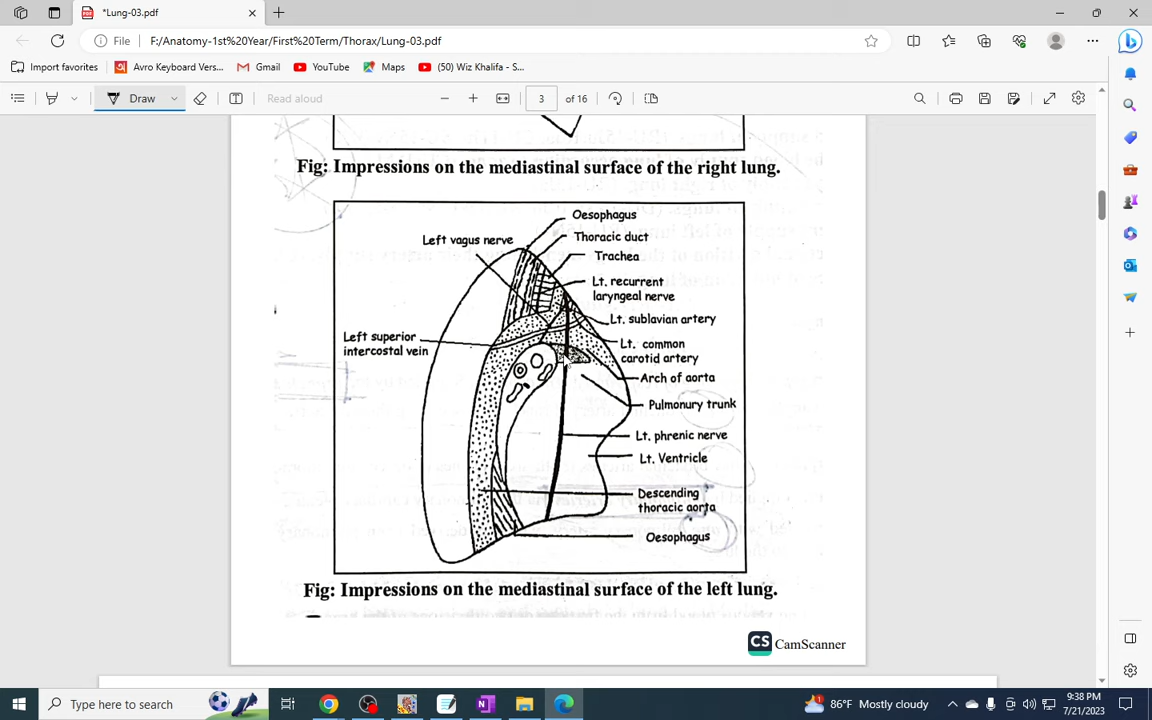 *Lung-03.pdf
File F:/Anatomy-1st%20Year/First%20Term/Thorax/Lung-03.pdf
Import favorites Avro Keyboard Vers... Gmail YouTube Maps (50) Wiz Khalifa - S...
Draw Read aloud 3 of 16
Fig: Impressions on the mediastinal surface of the right lung.
Oesophagus
Thoracic duct
Left vagus nerve
Trachea
Lt. recurrent
laryngeal nerve
Lt. sublavian artery
Left superior
intercostal vein
Lt. common
carotid artery
Arch of aorta
Pulmonury trunk
Lt. phrenic nerve
Lt. Ventricle
Descending
thoracic aorta
Oesophagus
Fig: Impressions on the mediastinal surface of the left lung.
CS CamScanner
Type here to search
86°F Mostly cloudy
9:38 PM
7/21/2023